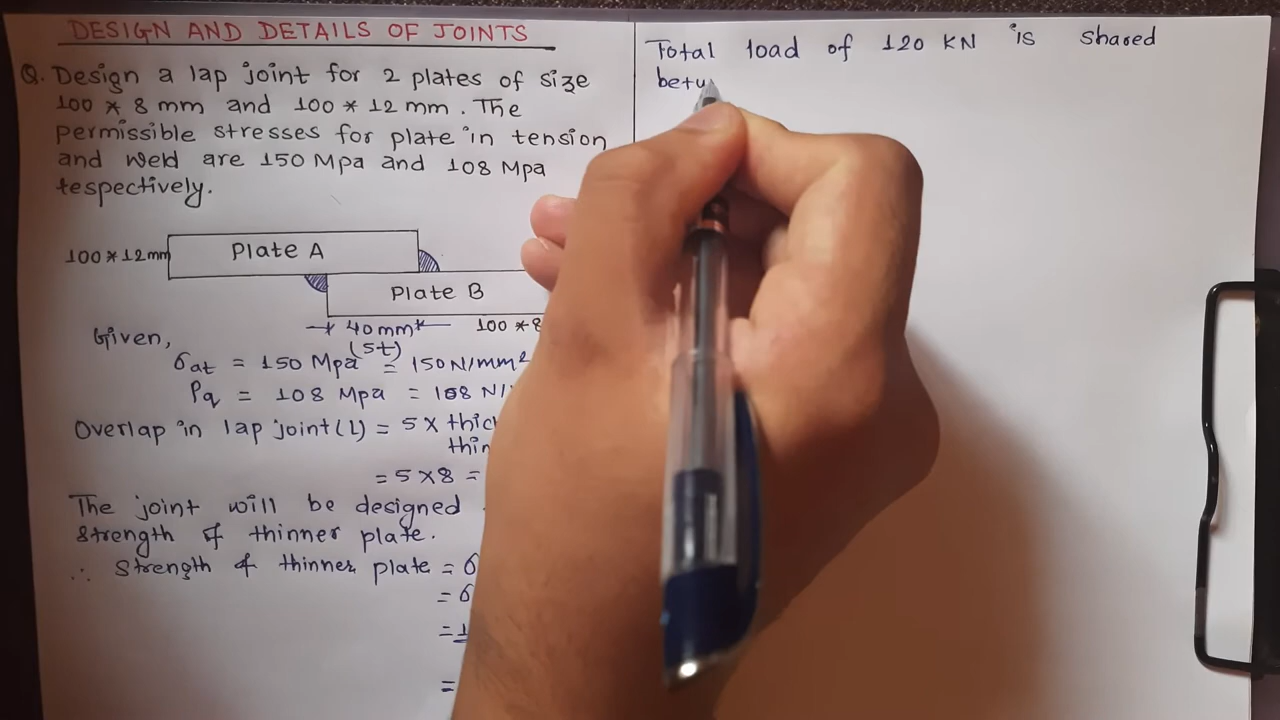 DESIGN AND DETAILS OF JOINTS
Q. Design a lap joint for 2 plates of size
100 * 8 mm and 100 * 12 mm. The
permissible stresses for plate in tension
and weld are 150 Mpa and 108 Mpa
respectively.
100 * 12 mm
Plate A
Plate B
40mm
100 * 8
(5t)
Given,
σat = 150 Mpa = 150 N/mm²
Pq = 108 Mpa = 108 N/
Overlap in lap joint (L) = 5 x
= 5 x 8 =
The joint will be designed
strength of thinner plate.
∴ Strength of thinner plate = σ
= σ
=
=
Total load of 120 KN is shared